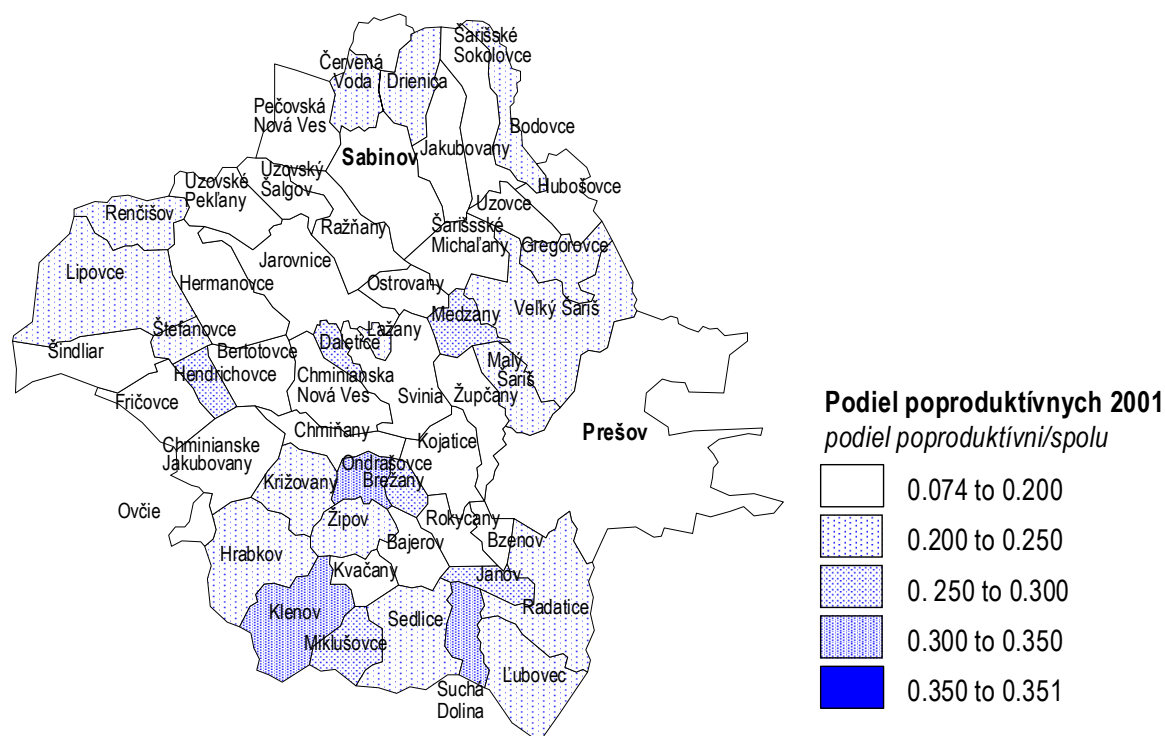 Šarišské
Sokolovce
Červená
Voda
Drienica
Pečovská
Nová Ves
Bodovce
Sabinov
Jakubovany
Uzovský
Šalgov
Uzovské
Pekľany
Hubošovce
Uzovce
Renčišov
Ražňany
Šarišsské
Michaľany
Gregorovce
Jarovnice
Lipovce
Hermanovce
Ostrovany
Medzany
Veľký Šariš
Štefanovce
Lažany
Daletice
Šindliar
Bertotovce
Hendrichovce
Malý
Šariš
Chminianska
Nová Ves
Svinia
Župčany
Fričovce
Chmiňany
Kojatice
Prešov
Chminianske
Jakubovany
Ondrašovce
Brežany
Križovany
Ovčie
Žipov
Rokycany
Bajerov
Bzenov
Hrabkov
Kvačany
Janov
Klenov
Sedlice
Radatice
Miklušovce
Ľubovec
Suchá
Dolina
Podiel poproduktívnych 2001
podiel poproduktívni/spolu
0.074 to 0.200
0.200 to 0.250
0. 250 to 0.300
0.300 to 0.350
0.350 to 0.351